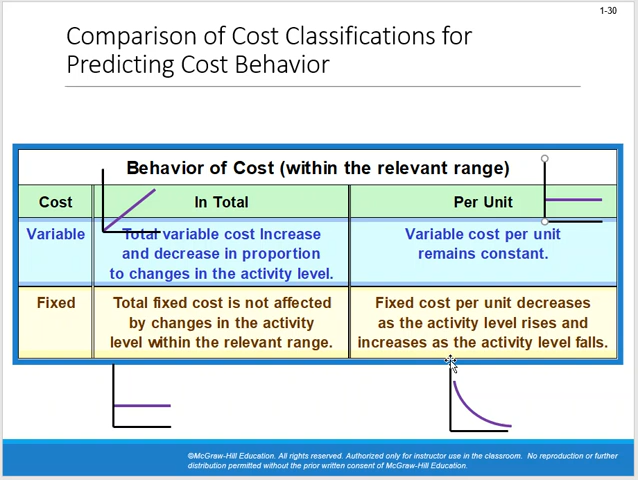 1-30
Comparison of Cost Classifications for
Predicting Cost Behavior
Behavior of Cost (within the relevant range)
Cost In Total Per Unit
Variable
Total variable cost Increase
and decrease in proportion
to changes in the activity level.
Variable cost per unit
remains constant.
Fixed
Total fixed cost is not affected
by changes in the activity
level within the relevant range.
Fixed cost per unit decreases
as the activity level rises and
increases as the activity level falls.
©McGraw-Hill Education. All rights reserved. Authorized only for instructor use in the classroom. No reproduction or further
distribution permitted without the prior written consent of McGraw-Hill Education.